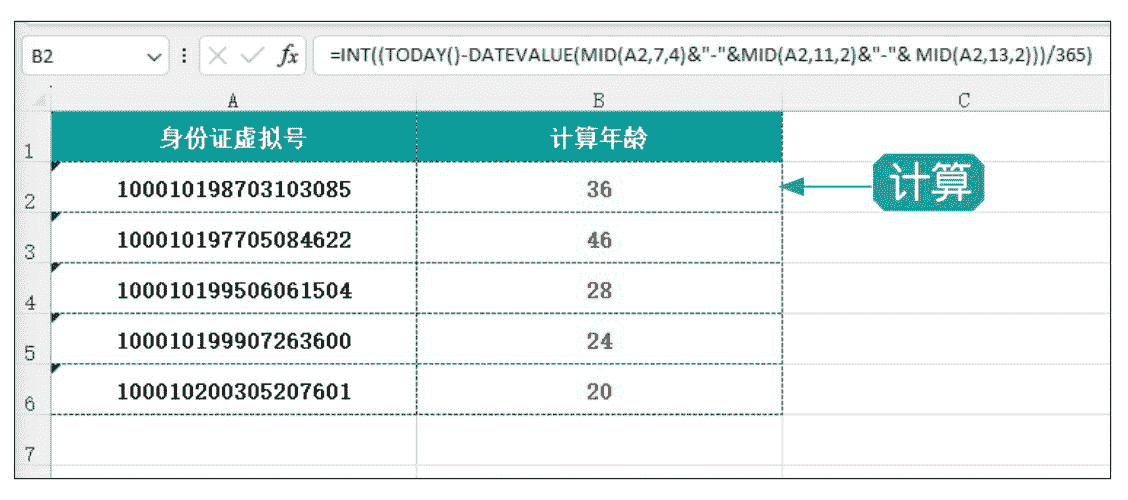 B2 fx =INT((TODAY()-DATEVALUE(MID(A2,7,4)&"-"&MID(A2,11,2)&"-"& MID(A2,13,2)))/365)
A B C
1 身份证虚拟号 计算年龄
2 100010198703103085 36 计算
3 100010197705084622 46
4 100010199506061504 28
5 100010199907263600 24
6 100010200305207601 20
7